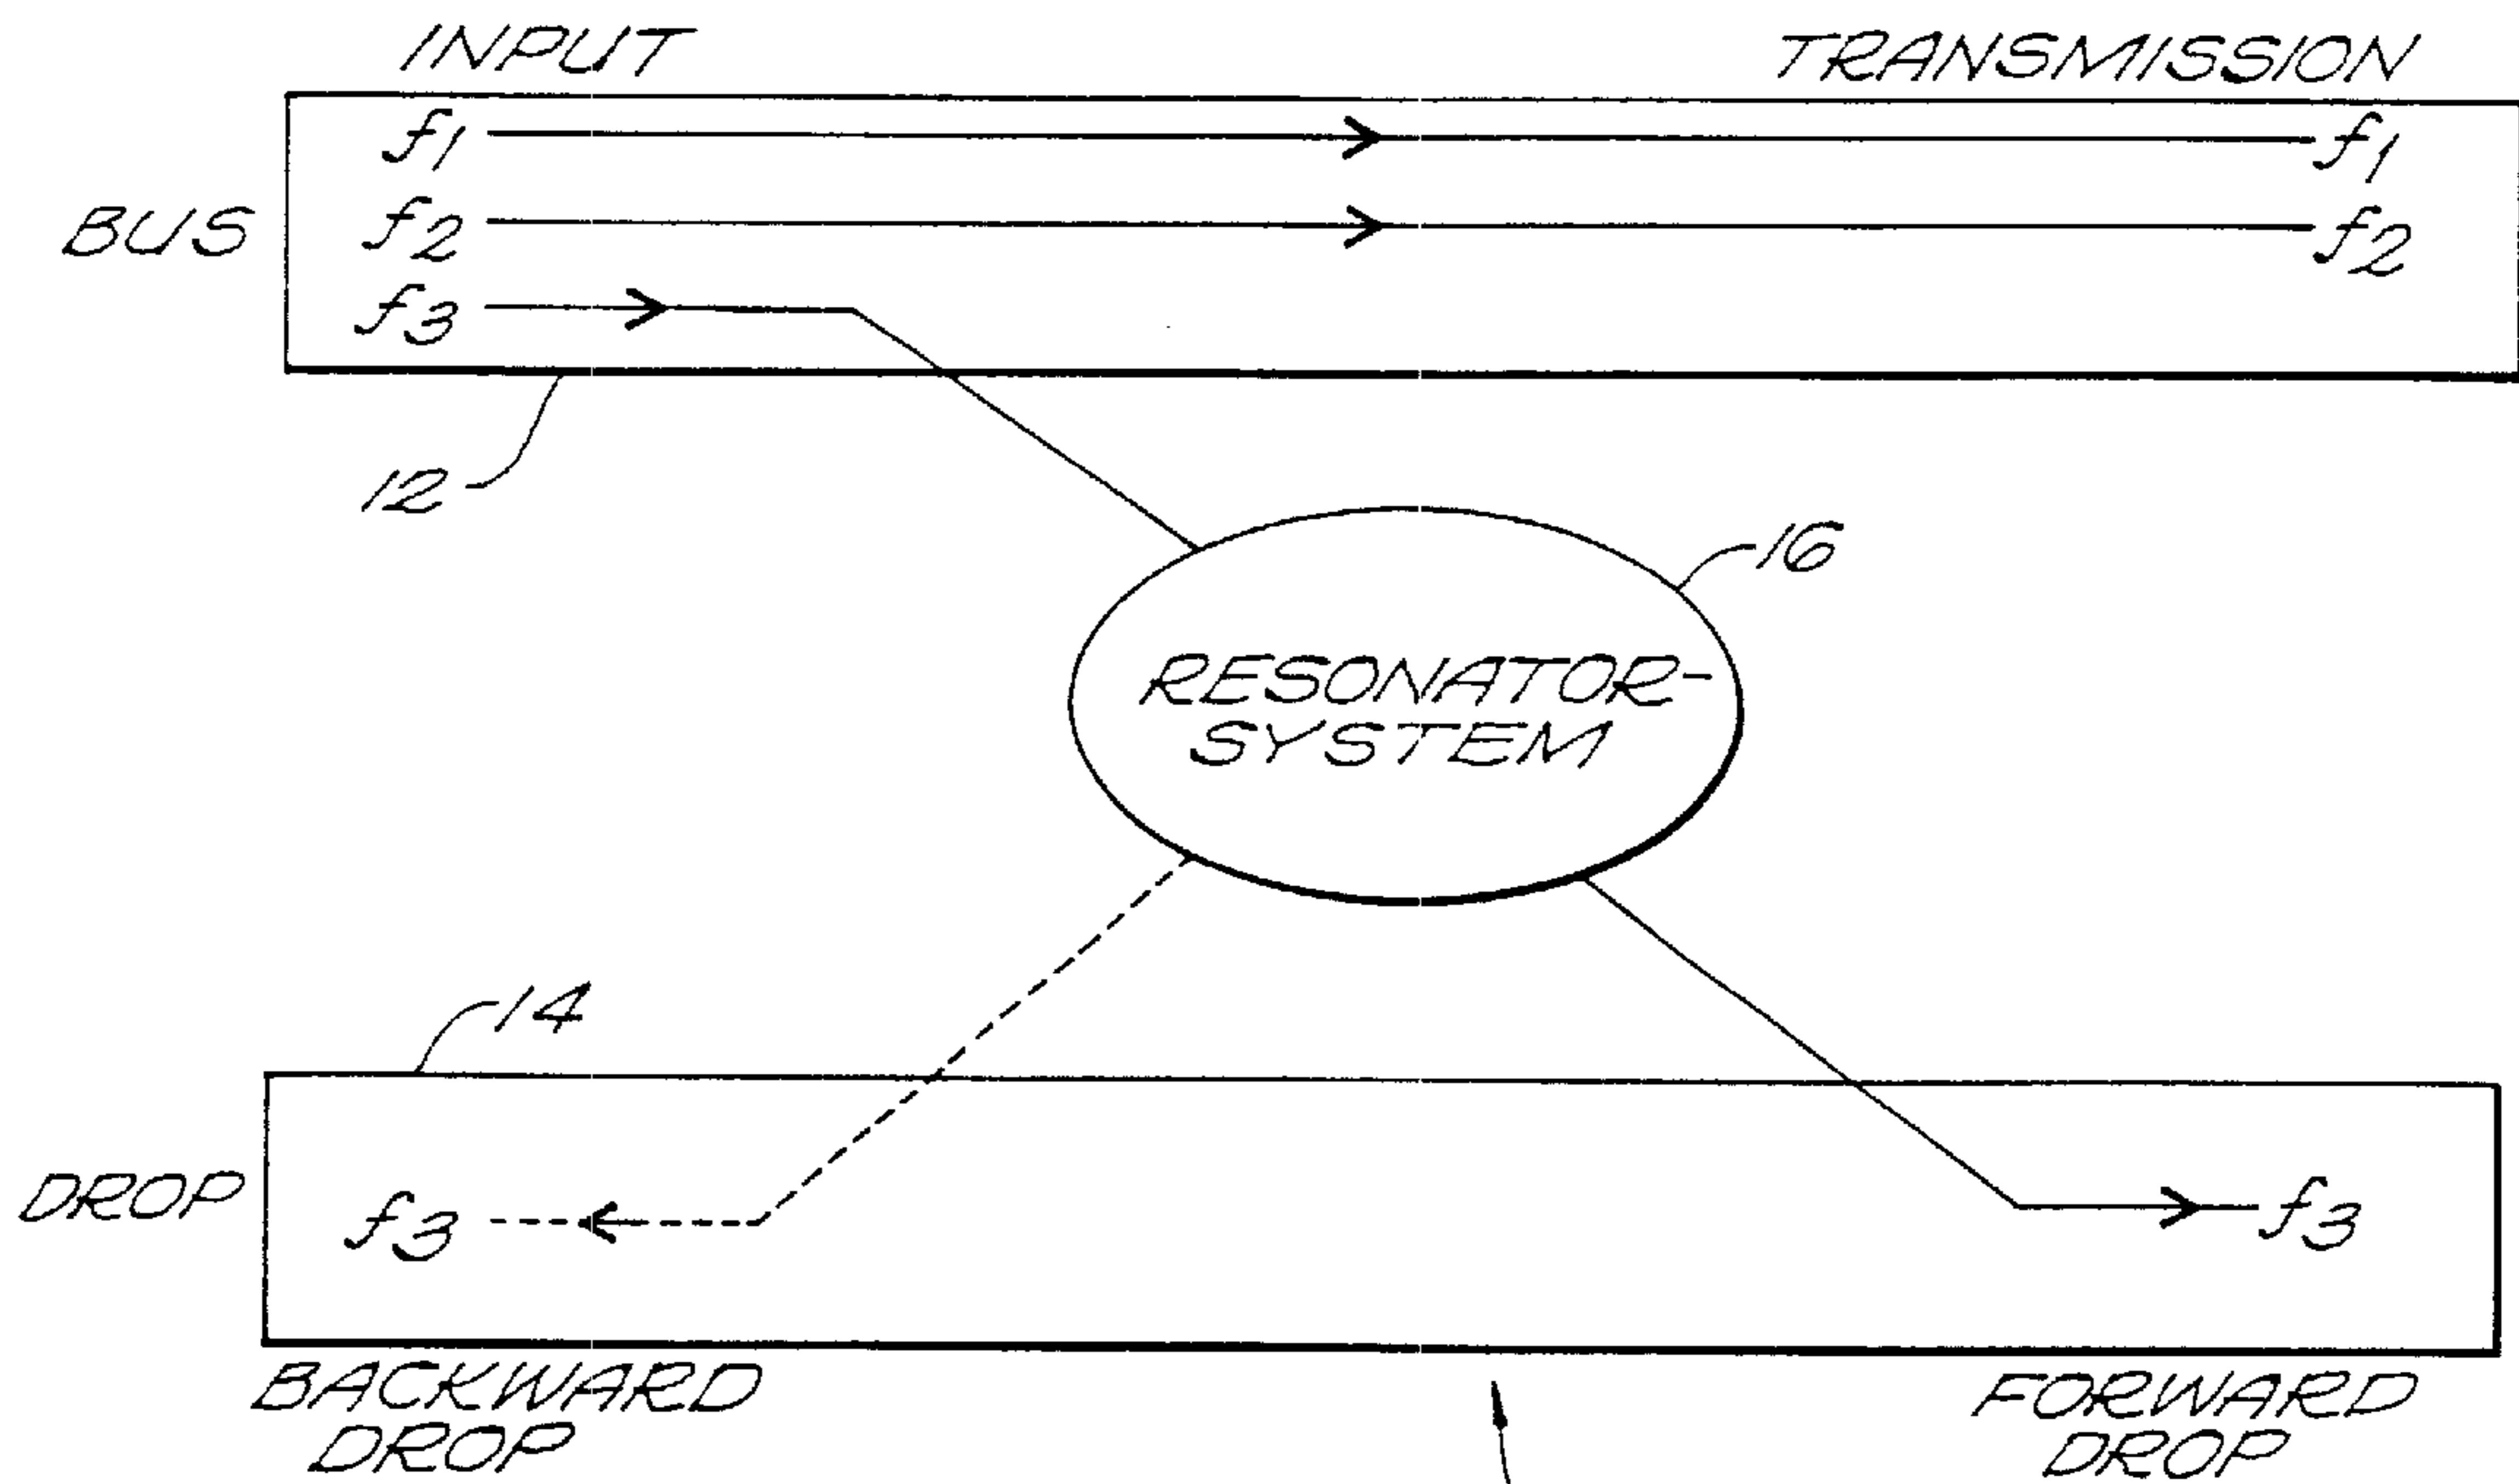 INPUT
TRANSMISSION
f1
f1
BUS
f2
f2
f3
12
16
RESONATOR-
SYSTEM
14
DROP
f3
f3
BACKWARD
DROP
FORWARD
DROP